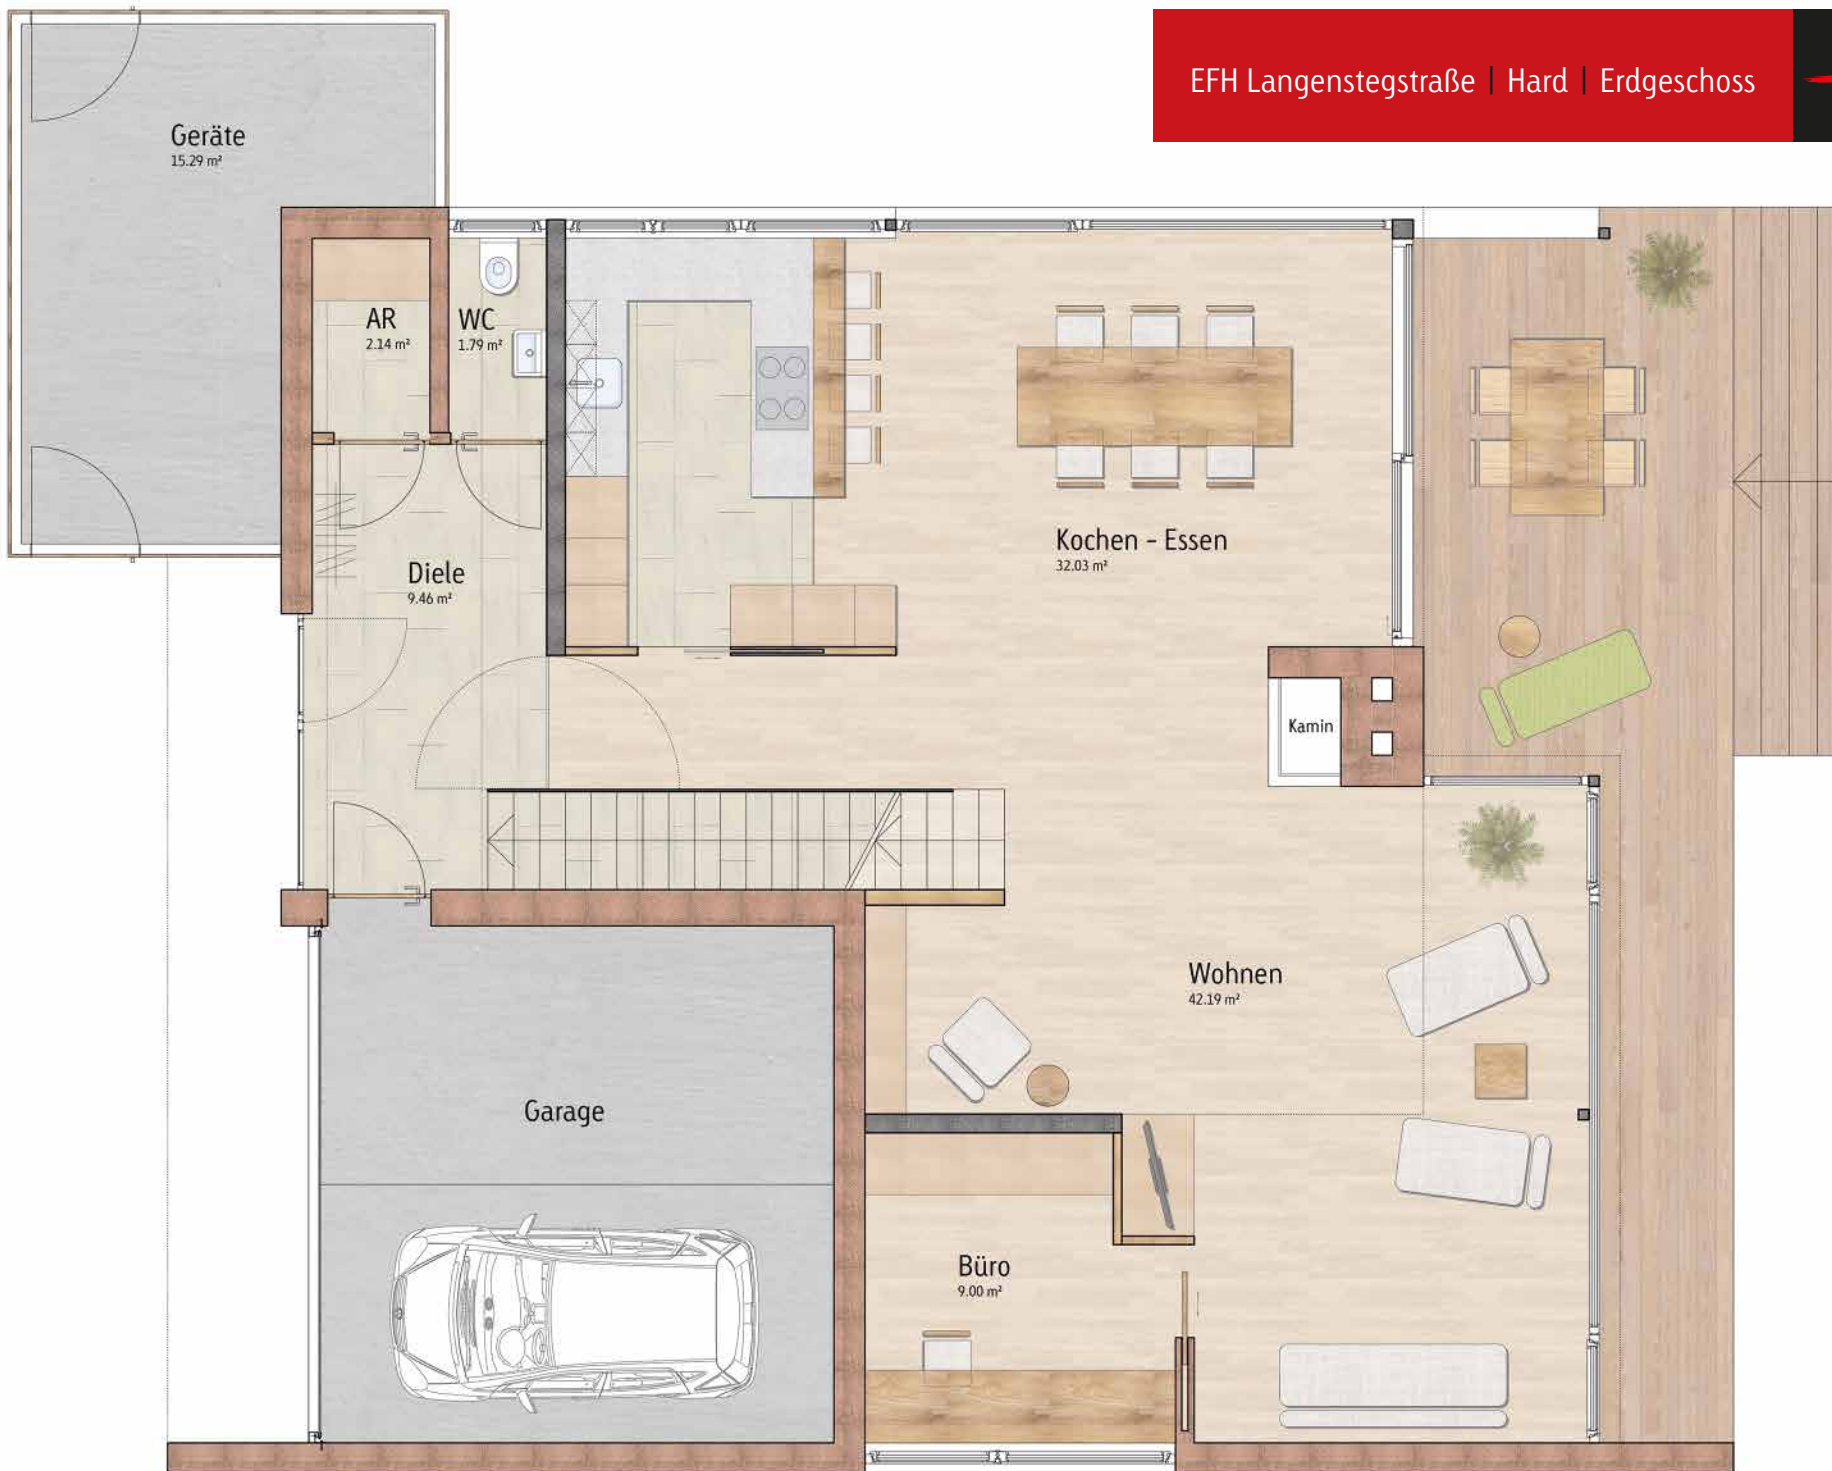 EFH Langenstegstraße | Hard | Erdgeschoss
Geräte
15.29 m²
AR
2.14 m²
WC
1.79 m²
Kochen - Essen
32.03 m²
Diele
9.46 m²
Kamin
Wohnen
42.19 m²
Garage
Büro
9.00 m²